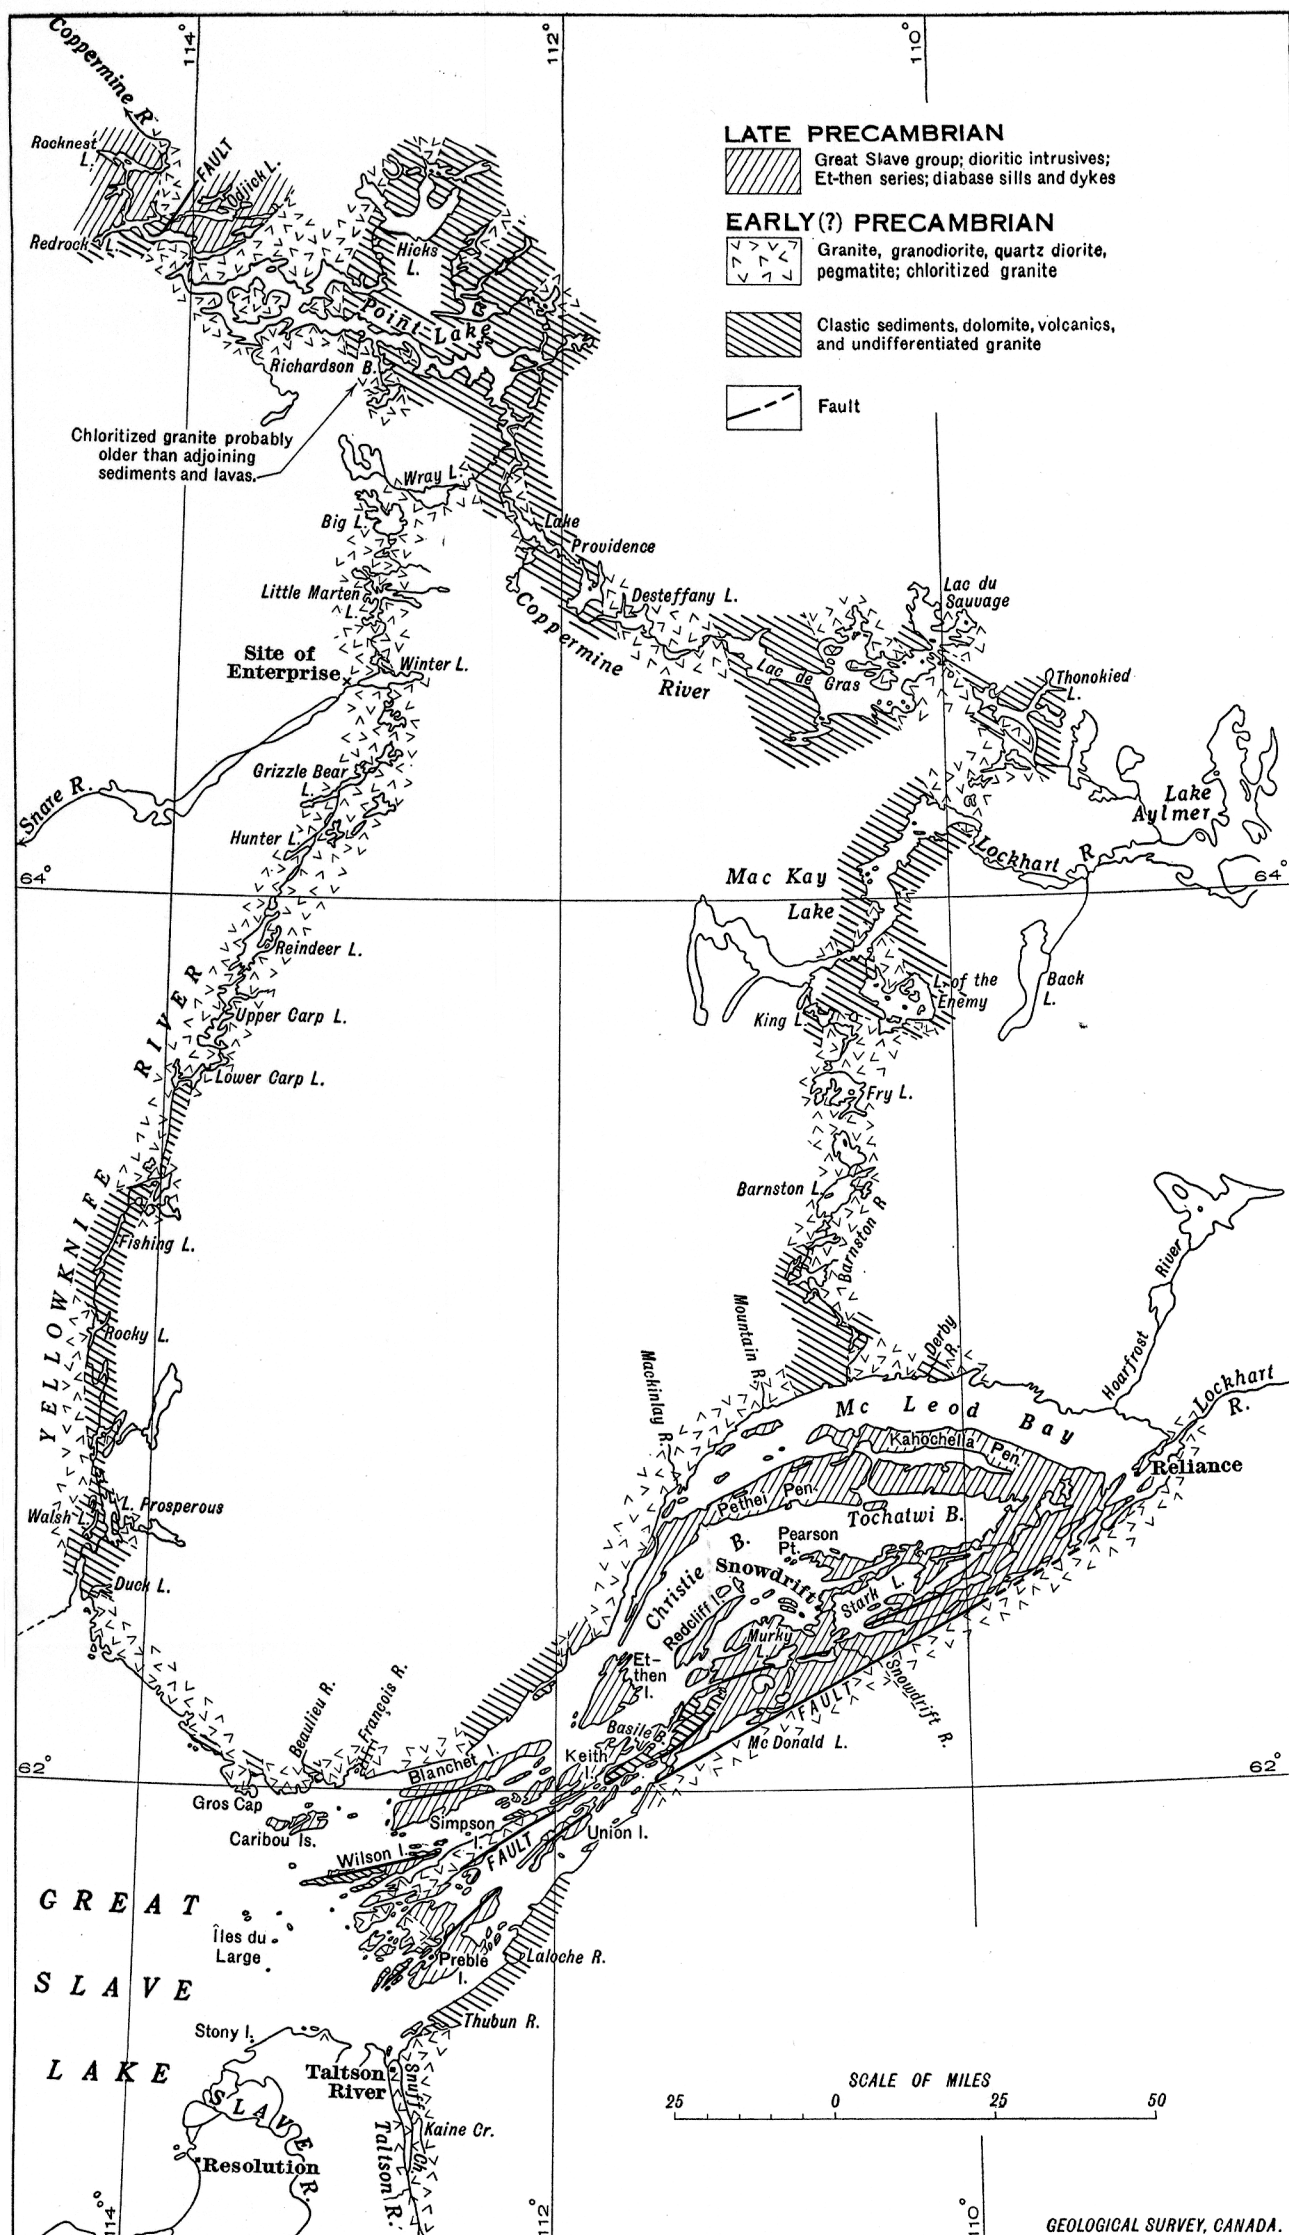 114°
112°
110°
Coppermine R.
LATE PRECAMBRIAN
Great Slave group; dioritic intrusives;
Et-then series; diabase sills and dykes
EARLY(?) PRECAMBRIAN
Granite, granodiorite, quartz diorite,
pegmatite; chloritized granite
Clastic sediments, dolomite, volcanics,
and undifferentiated granite
Fault
Rocknest
L.
FAULT
Odjick L.
Redrock L.
Hicks
L.
Point Lake
Richardson B.
Chloritized granite probably
older than adjoining
sediments and lavas.
Wray L.
Big L.
Lake
Providence
Little Marten
L.
Desteffany L.
Lac du
Sauvage
Coppermine
River
Site of
Enterprise
Winter L.
Lac de Gras
Thonokied
L.
Snare R.
Grizzle Bear
L.
Hunter L.
Lake
Aylmer
Lockhart R.
64°
64°
Mac Kay
Lake
Reindeer L.
L. of the
Enemy
Back
L.
King L.
Upper Carp L.
Lower Carp L.
YELLOWKNIFE RIVER
Fry L.
Barnston L.
Barnston R.
Fishing L.
Rocky L.
River
Hoarfrost
Mountain R.
Mackinlay R.
Derby
R.
Lockhart
R.
Mc Leod Bay
Kahochella Pen.
Reliance
Pethei Pen.
Tochatwi B.
Walsh L.
L. Prosperous
Duck L.
Pearson
Pt.
Christie B.
Snowdrift
Stark L.
Redcliff I.
Murky
L.
Et-
then
I.
Snowdrift R.
FAULT
Mc Donald L.
Basile B.
Keith
I.
Beaulieu R.
François R.
Blanchet I.
62°
62°
Gros Cap
Caribou Is.
Simpson
I.
FAULT
Union I.
Wilson I.
GREAT
SLAVE
LAKE
Îles du
Large
Preble
I.
Laloche R.
Thubun R.
Stony I.
Taltson
River
Snuff Ch.
Kaine Cr.
Taltson R.
SLAVE R.
Resolution
SCALE OF MILES
25 0 25 50
114°
112°
110°
GEOLOGICAL SURVEY, CANADA.